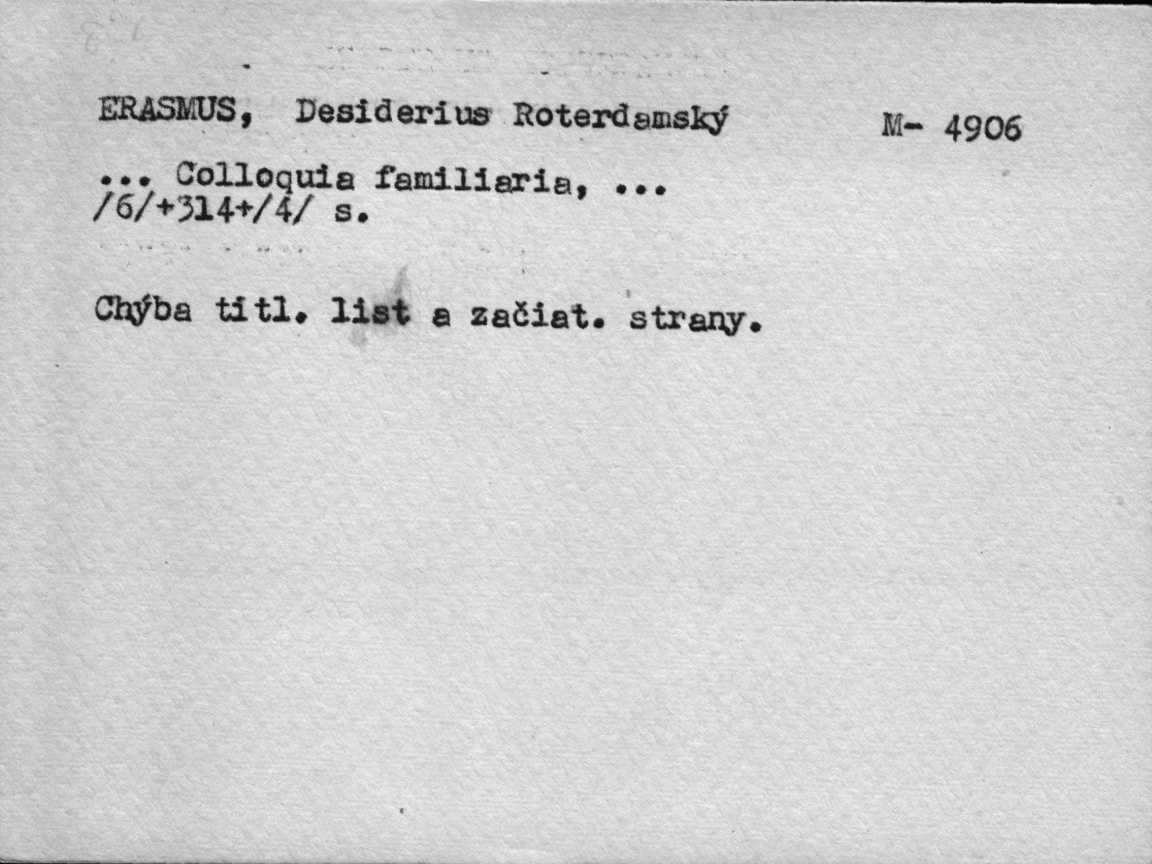 ERASMUS, Desiderius Roterdamský M- 4906
... Colloquia familiaria, ...
/6/+314+/4/ s.
Chýba titl. list a začiat. strany.